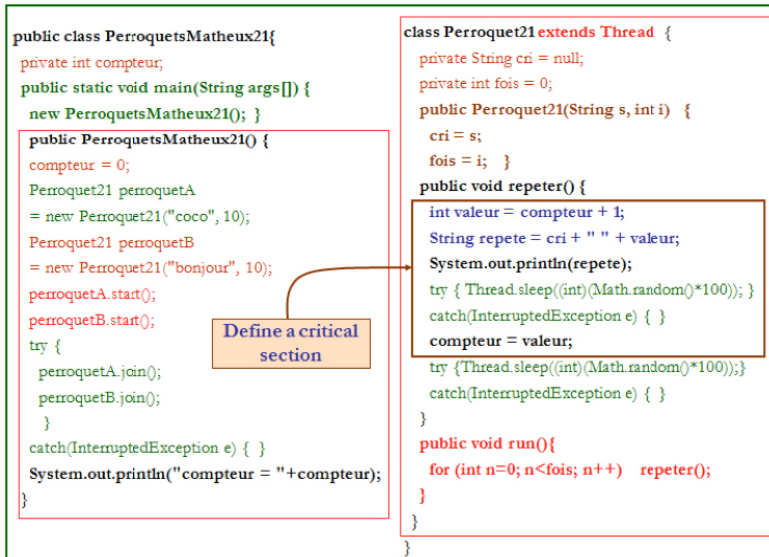 public class PerroquetsMatheux21{
private int compteur;
public static void main(String args[]) {
new PerroquetsMatheux21(); }
public PerroquetsMatheux21() {
compteur = 0;
Perroquet21 perroquetA
= new Perroquet21("coco", 10);
Perroquet21 perroquetB
= new Perroquet21("bonjour", 10);
perroquetA.start();
perroquetB.start();
try {
perroquetA.join();
perroquetB.join();
}
catch(InterruptedException e) { }
System.out.println("compteur = "+compteur);
}
Define a critical
section
class Perroquet21 extends Thread {
private String cri = null;
private int fois = 0;
public Perroquet21(String s, int i) {
cri = s;
fois = i; }
public void repeter() {
int valeur = compteur + 1;
String repete = cri + " " + valeur;
System.out.println(repete);
try { Thread.sleep((int)(Math.random()*100)); }
catch(InterruptedException e) { }
compteur = valeur;
try {Thread.sleep((int)(Math.random()*100));}
catch(InterruptedException e) { }
}
public void run(){
for (int n=0; n<fois; n++) repeter();
}
}
}